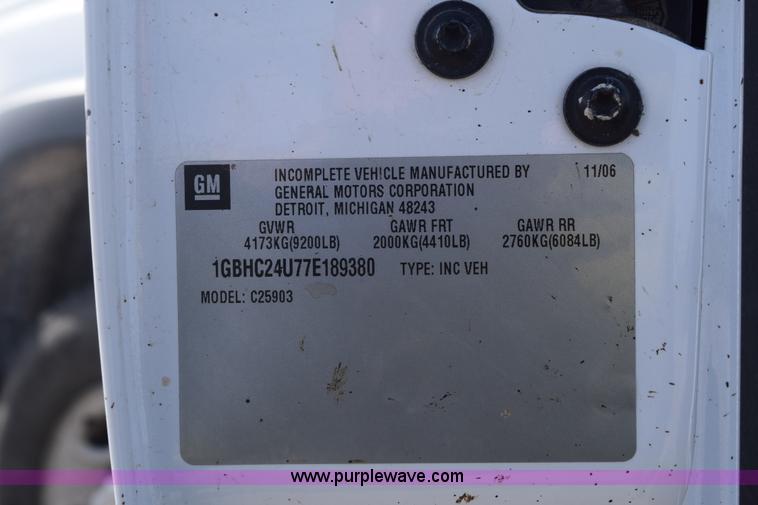 GM
INCOMPLETE VEHICLE MANUFACTURED BY 11/06
GENERAL MOTORS CORPORATION
DETROIT, MICHIGAN 48243
GVWR GAWR FRT GAWR RR
4173KG(9200LB) 2000KG(4410LB) 2760KG(6084LB)
1GBHC24U77E189380 TYPE: INC VEH
MODEL: C25903
www.purplewave.com